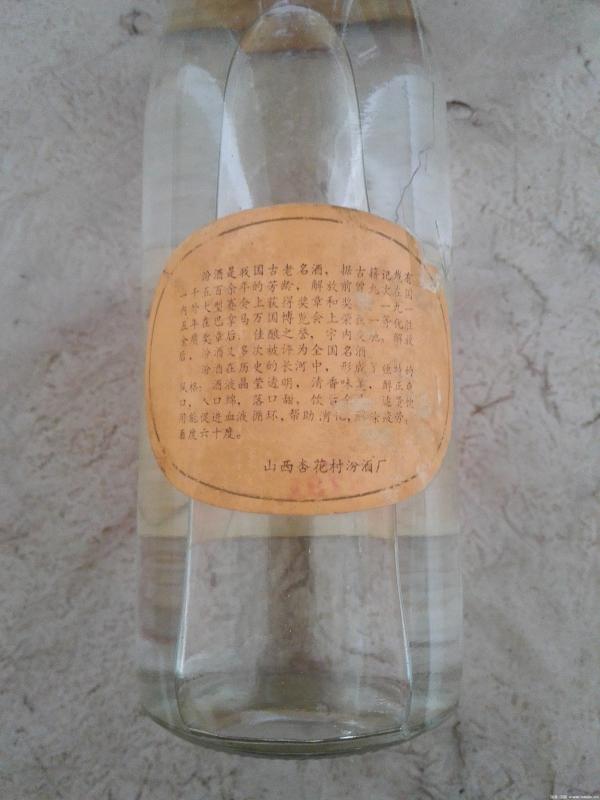 汾酒是我国古老名酒，据古籍记载有
一千五百余年的芳龄，解放前曾九次在国
内外大型赛会上获得奖章和奖 一九一
五年在巴拿马万国博览会上荣 一等优胜
金质奖章后，佳酿之誉，宇内交 。解放
后，汾酒又多次被评为全国名酒
汾酒在历史的长河中，形成了 独特的
风格：酒液晶莹透明，清香味美，醇正爽
口，入口绵，落口甜，饮后余 适量饮
用能促进血液循环，帮助消化，解除疲劳。
酒度六十度。
山西杏花村汾酒厂